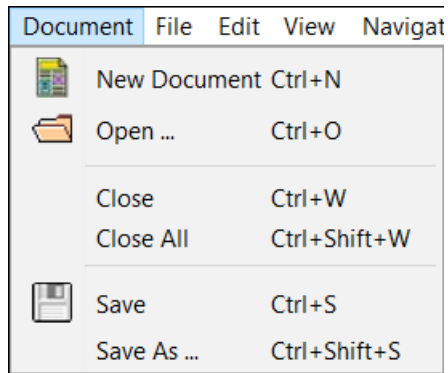 Document File Edit View Navigat
New Document Ctrl+N
Open ... Ctrl+O
Close Ctrl+W
Close All Ctrl+Shift+W
Save Ctrl+S
Save As ... Ctrl+Shift+S